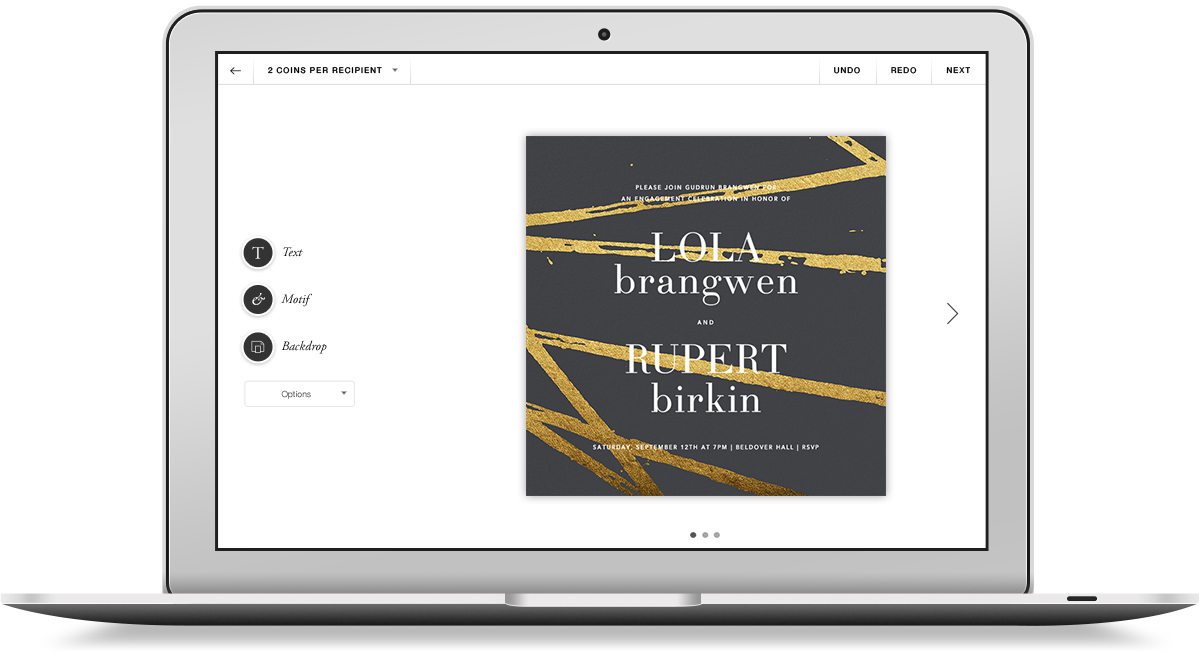 2 COINS PER RECIPIENT
UNDO
REDO
NEXT
T Text
& Motif
Backdrop
Options
PLEASE JOIN GUDRUN BRANGWEN FOR
AN ENGAGEMENT CELEBRATION IN HONOR OF
LOLA
brangwen
AND
RUPERT
birkin
SATURDAY, SEPTEMBER 12TH AT 7PM | BELDOVER HALL | RSVP